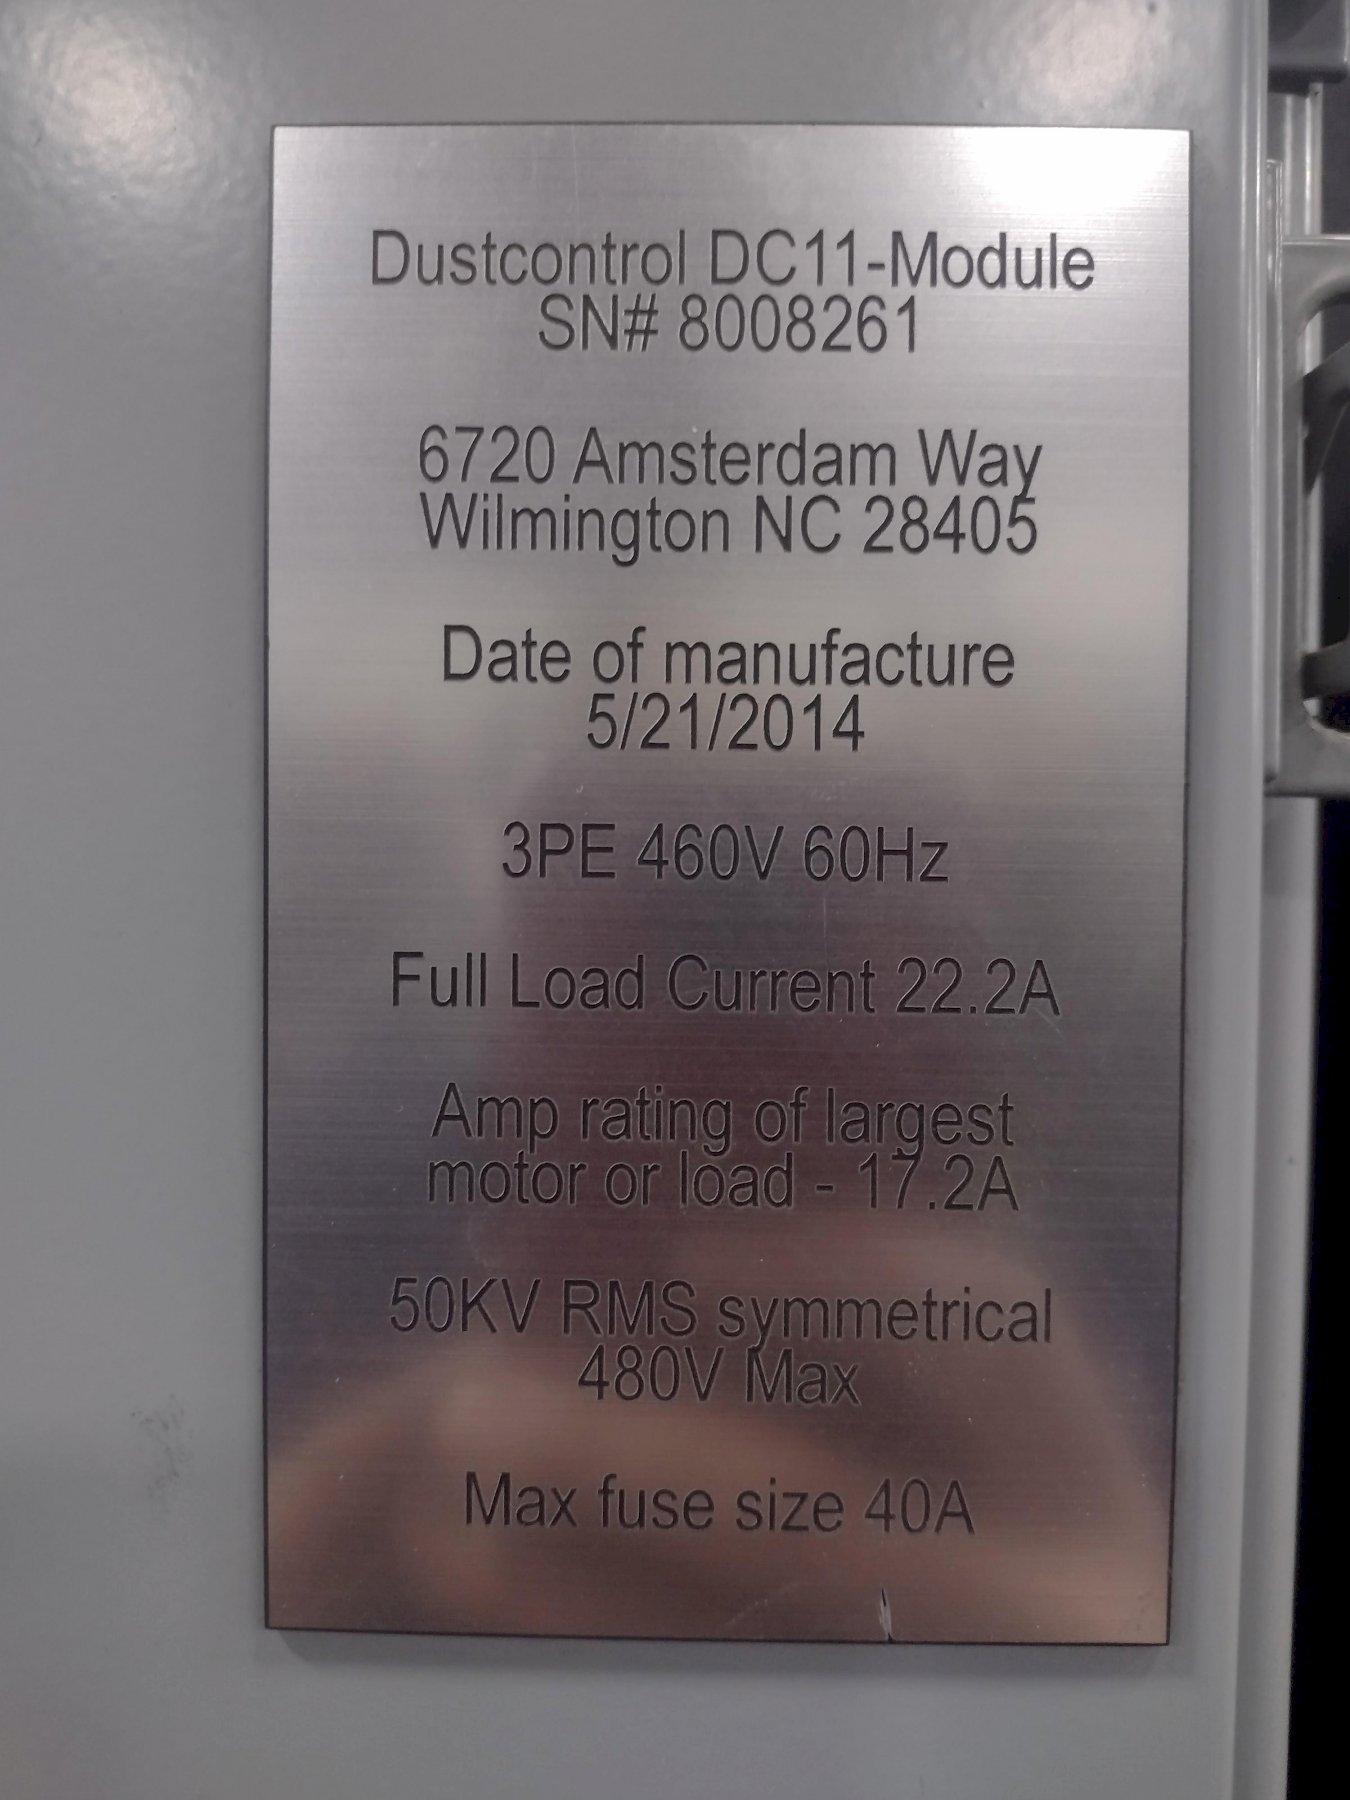 Dustcontrol DC11-Module
SN# 8008261
6720 Amsterdam Way
Wilmington NC 28405
Date of manufacture
5/21/2014
3PE 460V 60Hz
Full Load Current 22.2A
Amp rating of largest
motor or load - 17.2A
50KV RMS symmetrical
480V Max
Max fuse size 40A